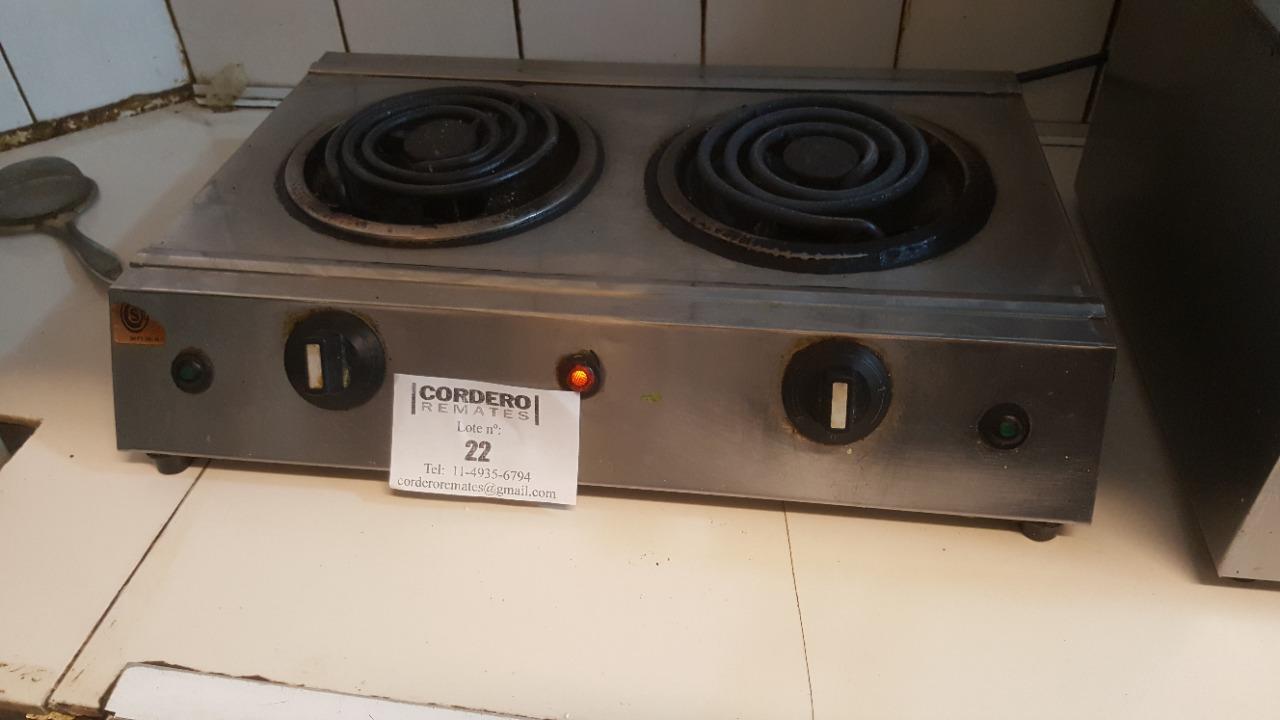 CORDERO
REMATES
Lote nº:
22
Tel: 11-4935-6794
corderoremates@gmail.com